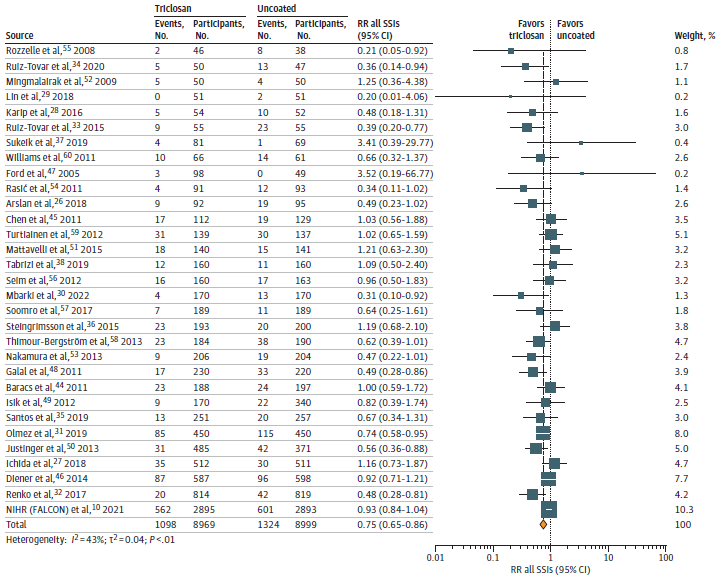 Triclosan Uncoated
Source Events, No. Participants, No. Events, No. Participants, No. RR all SSIs (95% CI) Favors triclosan Favors uncoated Weight, %
Rozzelle et al,55 2008 2 46 8 38 0.21 (0.05-0.92) 0.8
Ruiz-Tovar et al,34 2020 5 50 13 47 0.36 (0.14-0.94) 1.7
Mingmalairak et al,52 2009 5 50 4 50 1.25 (0.36-4.38) 1.1
Lin et al,29 2018 0 51 2 51 0.20 (0.01-4.06) 0.2
Karip et al,28 2016 5 54 10 52 0.48 (0.18-1.31) 1.6
Ruiz-Tovar et al,33 2015 9 55 23 55 0.39 (0.20-0.77) 3.0
Sukeik et al,37 2019 4 81 1 69 3.41 (0.39-29.77) 0.4
Williams et al,60 2011 10 66 14 61 0.66 (0.32-1.37) 2.6
Ford et al,47 2005 3 98 0 49 3.52 (0.19-66.77) 0.2
Rasić et al,54 2011 4 91 12 93 0.34 (0.11-1.02) 1.4
Arslan et al,26 2018 9 92 19 95 0.49 (0.23-1.02) 2.6
Chen et al,45 2011 17 112 19 129 1.03 (0.56-1.88) 3.5
Turtiainen et al,59 2012 31 139 30 137 1.02 (0.65-1.59) 5.1
Mattavelli et al,51 2015 18 140 15 141 1.21 (0.63-2.30) 3.2
Tabrizi et al,38 2019 12 160 11 160 1.09 (0.50-2.40) 2.3
Seim et al,56 2012 16 160 17 163 0.96 (0.50-1.83) 3.2
Mbarki et al,30 2022 4 170 13 170 0.31 (0.10-0.92) 1.3
Soomro et al,57 2017 7 189 11 189 0.64 (0.25-1.61) 1.8
Steingrimsson et al,36 2015 23 193 20 200 1.19 (0.68-2.10) 3.8
Thimour-Bergström et al,58 2013 23 184 38 190 0.62 (0.39-1.01) 4.7
Nakamura et al,53 2013 9 206 19 204 0.47 (0.22-1.01) 2.4
Galal et al,48 2011 17 230 33 220 0.49 (0.28-0.86) 3.9
Baracs et al,44 2011 23 188 24 197 1.00 (0.59-1.72) 4.1
Isik et al,49 2012 9 170 22 340 0.82 (0.39-1.74) 2.5
Santos et al,35 2019 13 251 20 257 0.67 (0.34-1.31) 3.0
Olmez et al,31 2019 85 450 115 450 0.74 (0.58-0.95) 8.0
Justinger et al,50 2013 31 485 42 371 0.56 (0.36-0.88) 5.0
Ichida et al,27 2018 35 512 30 511 1.16 (0.73-1.87) 4.7
Diener et al,46 2014 87 587 96 598 0.92 (0.71-1.21) 7.7
Renko et al,32 2017 20 814 42 819 0.48 (0.28-0.81) 4.2
NIHR (FALCON) et al,10 2021 562 2895 601 2893 0.93 (0.84-1.04) 10.3
Total 1098 8969 1324 8999 0.75 (0.65-0.86) 100
Heterogeneity: I2=43%; τ2=0.04; P<.01
0.01 0.1 1 10 100
RR all SSIs (95% CI)